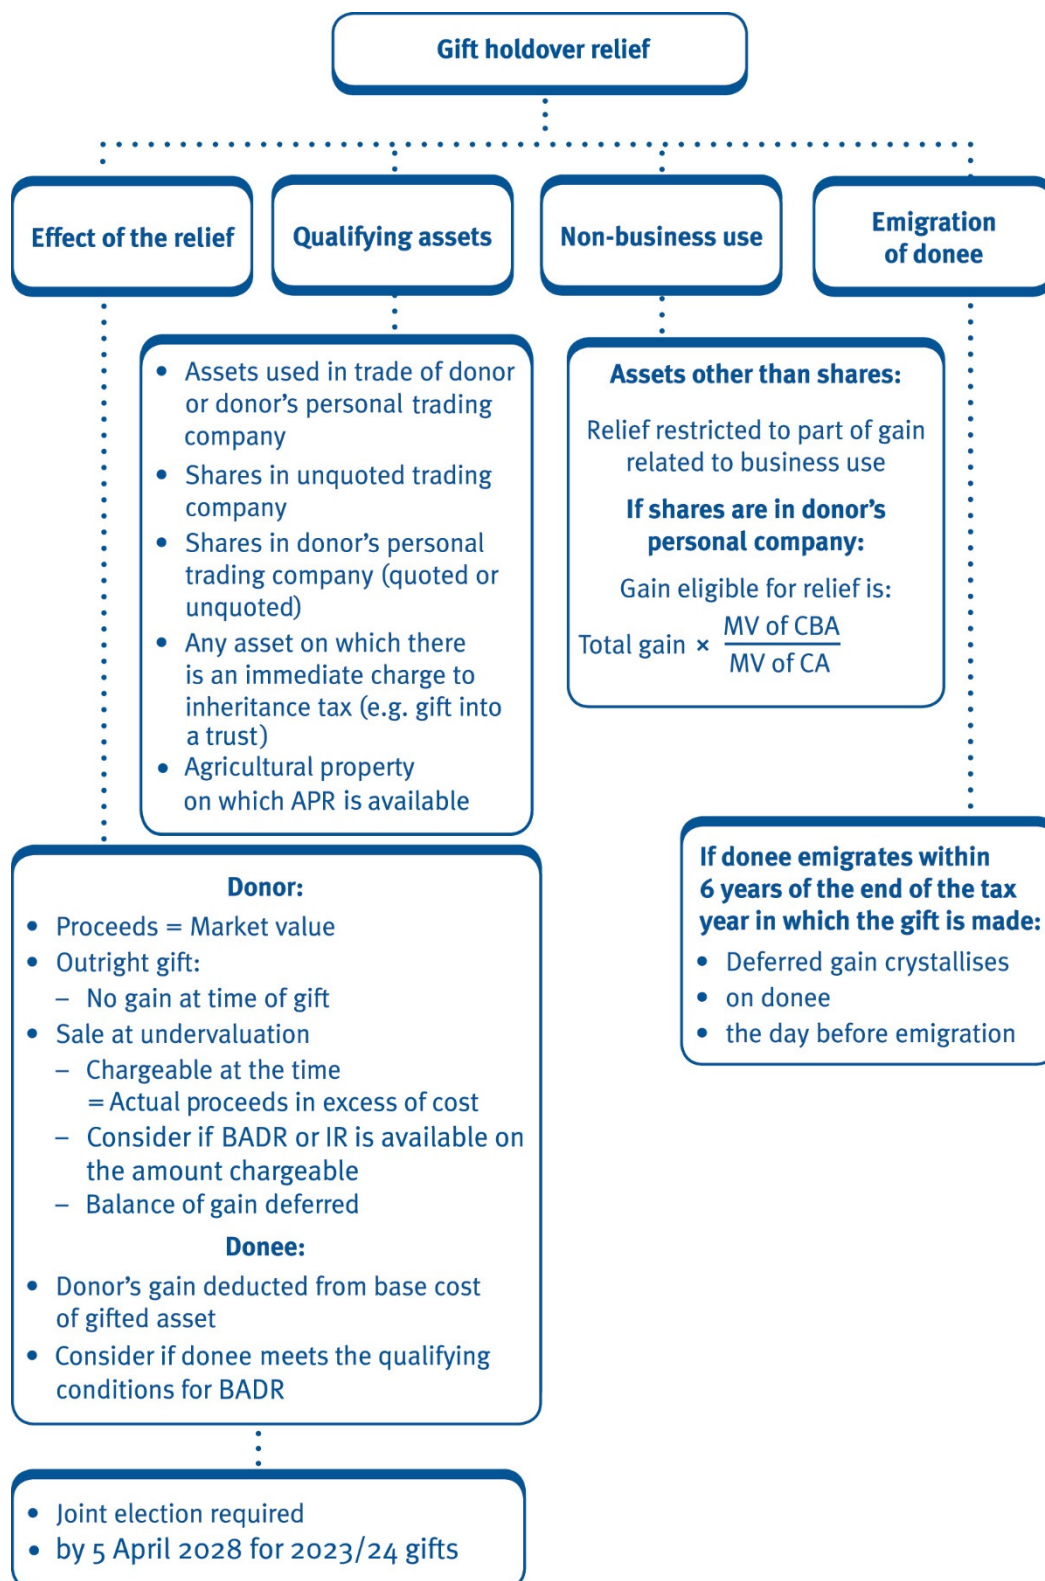 Gift holdover relief
Effect of the relief
Qualifying assets
Non-business use
Emigration
of donee
• Assets used in trade of donor
or donor's personal trading
company
• Shares in unquoted trading
company
• Shares in donor's personal
trading company (quoted or
unquoted)
• Any asset on which there
is an immediate charge to
inheritance tax (e.g. gift into
a trust)
• Agricultural property
on which APR is available
Assets other than shares:
Relief restricted to part of gain
related to business use
If shares are in donor's
personal company:
Gain eligible for relief is:
Total gain × MV of CBA
MV of CA
Donor:
• Proceeds = Market value
• Outright gift:
– No gain at time of gift
• Sale at undervaluation
– Chargeable at the time
= Actual proceeds in excess of cost
– Consider if BADR or IR is available on
the amount chargeable
– Balance of gain deferred
Donee:
• Donor's gain deducted from base cost
of gifted asset
• Consider if donee meets the qualifying
conditions for BADR
If donee emigrates within
6 years of the end of the tax
year in which the gift is made:
• Deferred gain crystallises
• on donee
• the day before emigration
• Joint election required
• by 5 April 2028 for 2023/24 gifts